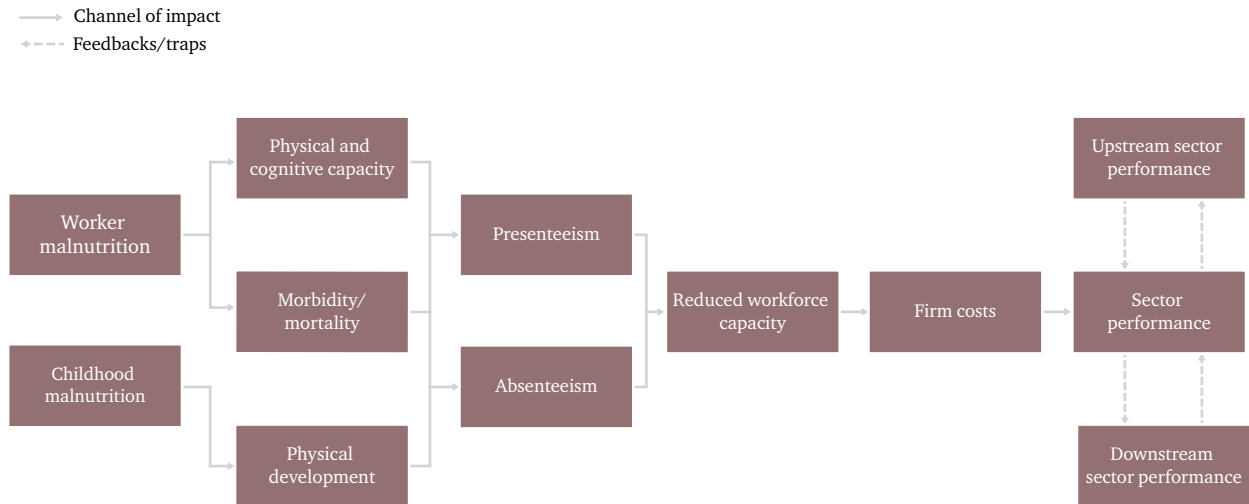 Channel of impact
Feedbacks/traps
Physical and
cognitive capacity
Upstream sector
performance
Worker
malnutrition
Presenteeism
Morbidity/
mortality
Reduced workforce
capacity
Firm costs
Sector
performance
Childhood
malnutrition
Absenteeism
Physical
development
Downstream
sector performance